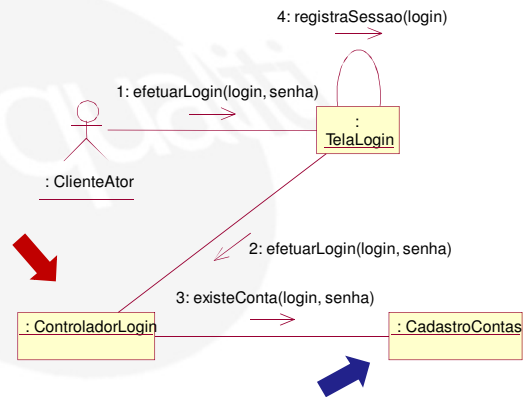 4: registraSessao(login)
1: efetuarLogin(login, senha)
:
TelaLogin
: ClienteAtor
2: efetuarLogin(login, senha)
3: existeConta(login, senha)
: ControladorLogin
: CadastroContas
qualiti